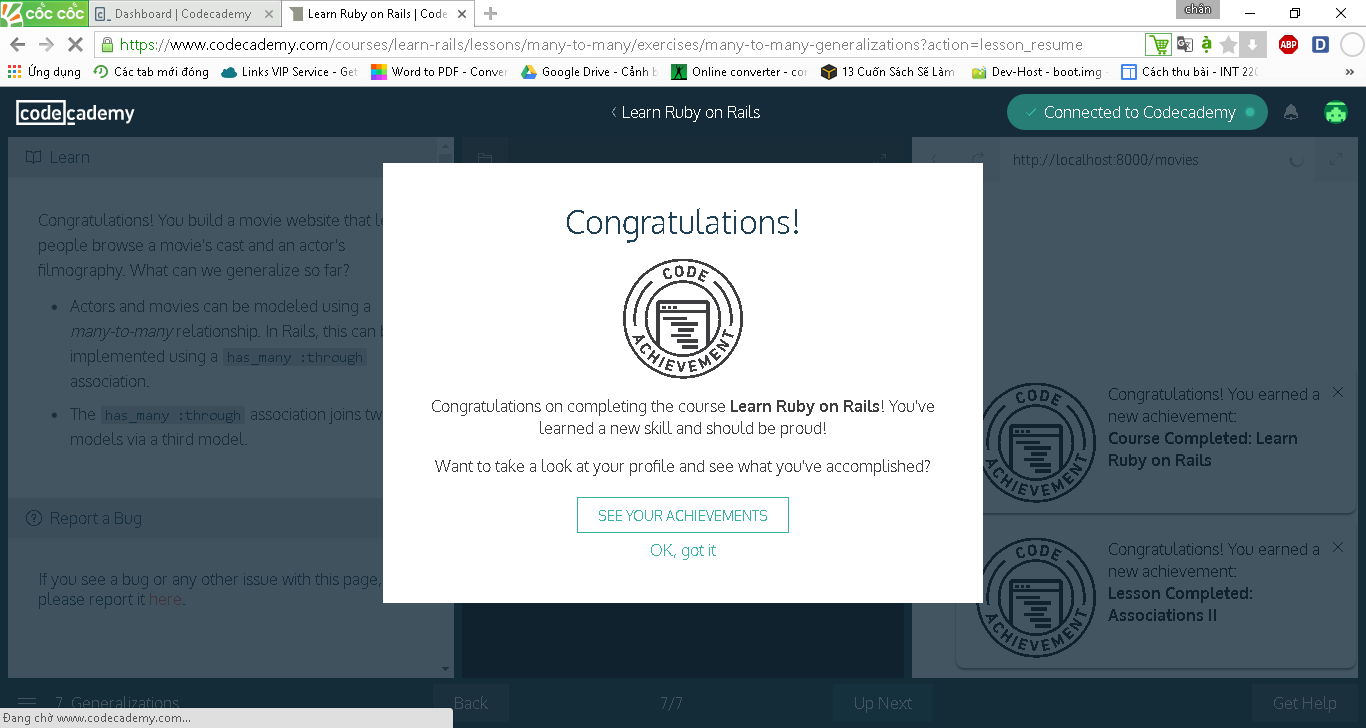 CỐC CỐC
Dashboard | Codecademy
Learn Ruby on Rails | Code
chân
https://www.codecademy.com/courses/learn-rails/lessons/many-to-many/exercises/many-to-many-generalizations?action=lesson_resume
ABP
D
Ứng dụng
Các tab mới đóng
Links VIP Service - Get
Word to PDF - Conver
Google Drive - Cảnh b
Online converter - con
13 Cuốn Sách Sẽ Làm
Dev-Host - boot.img
Cách thu bài - INT 220
»
codecademy
Learn Ruby on Rails
Connected to Codecademy
Learn
Congratulations! You build a movie website that le
people browse a movie's cast and an actor's
filmography. What can we generalize so far?
• Actors and movies can be modeled using a
many-to-many relationship. In Rails, this can b
implemented using a has_many :through
association.
• The has_many :through association joins tw
models via a third model.
Report a Bug
If you see a bug or any other issue with this page,
please report it here.
Congratulations!
CODE
ACHIEVEMENT
Congratulations on completing the course Learn Ruby on Rails! You've
learned a new skill and should be proud!
Want to take a look at your profile and see what you've accomplished?
SEE YOUR ACHIEVEMENTS
OK, got it
http://localhost:8000/movies
CODE
ACHIEVEMENT
Congratulations! You earned a
new achievement:
Course Completed: Learn
Ruby on Rails
CODE
ACHIEVEMENT
Congratulations! You earned a
new achievement:
Lesson Completed:
Associations II
7. Generalizations
Back
7/7
Up Next
Get Help
Đang chờ www.codecademy.com...